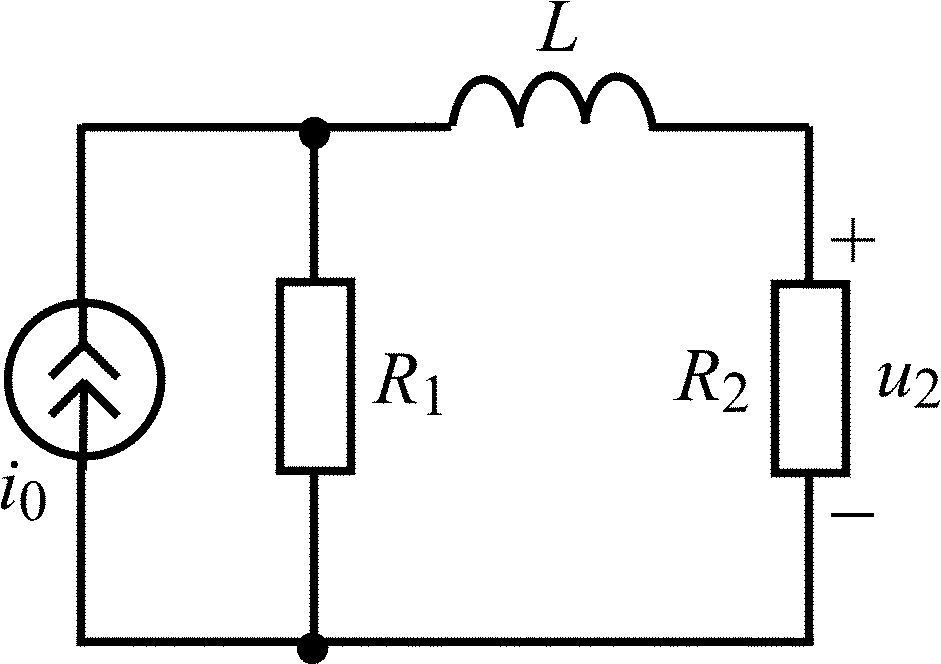 L
+
R₁
R₂
u₂
i₀
−